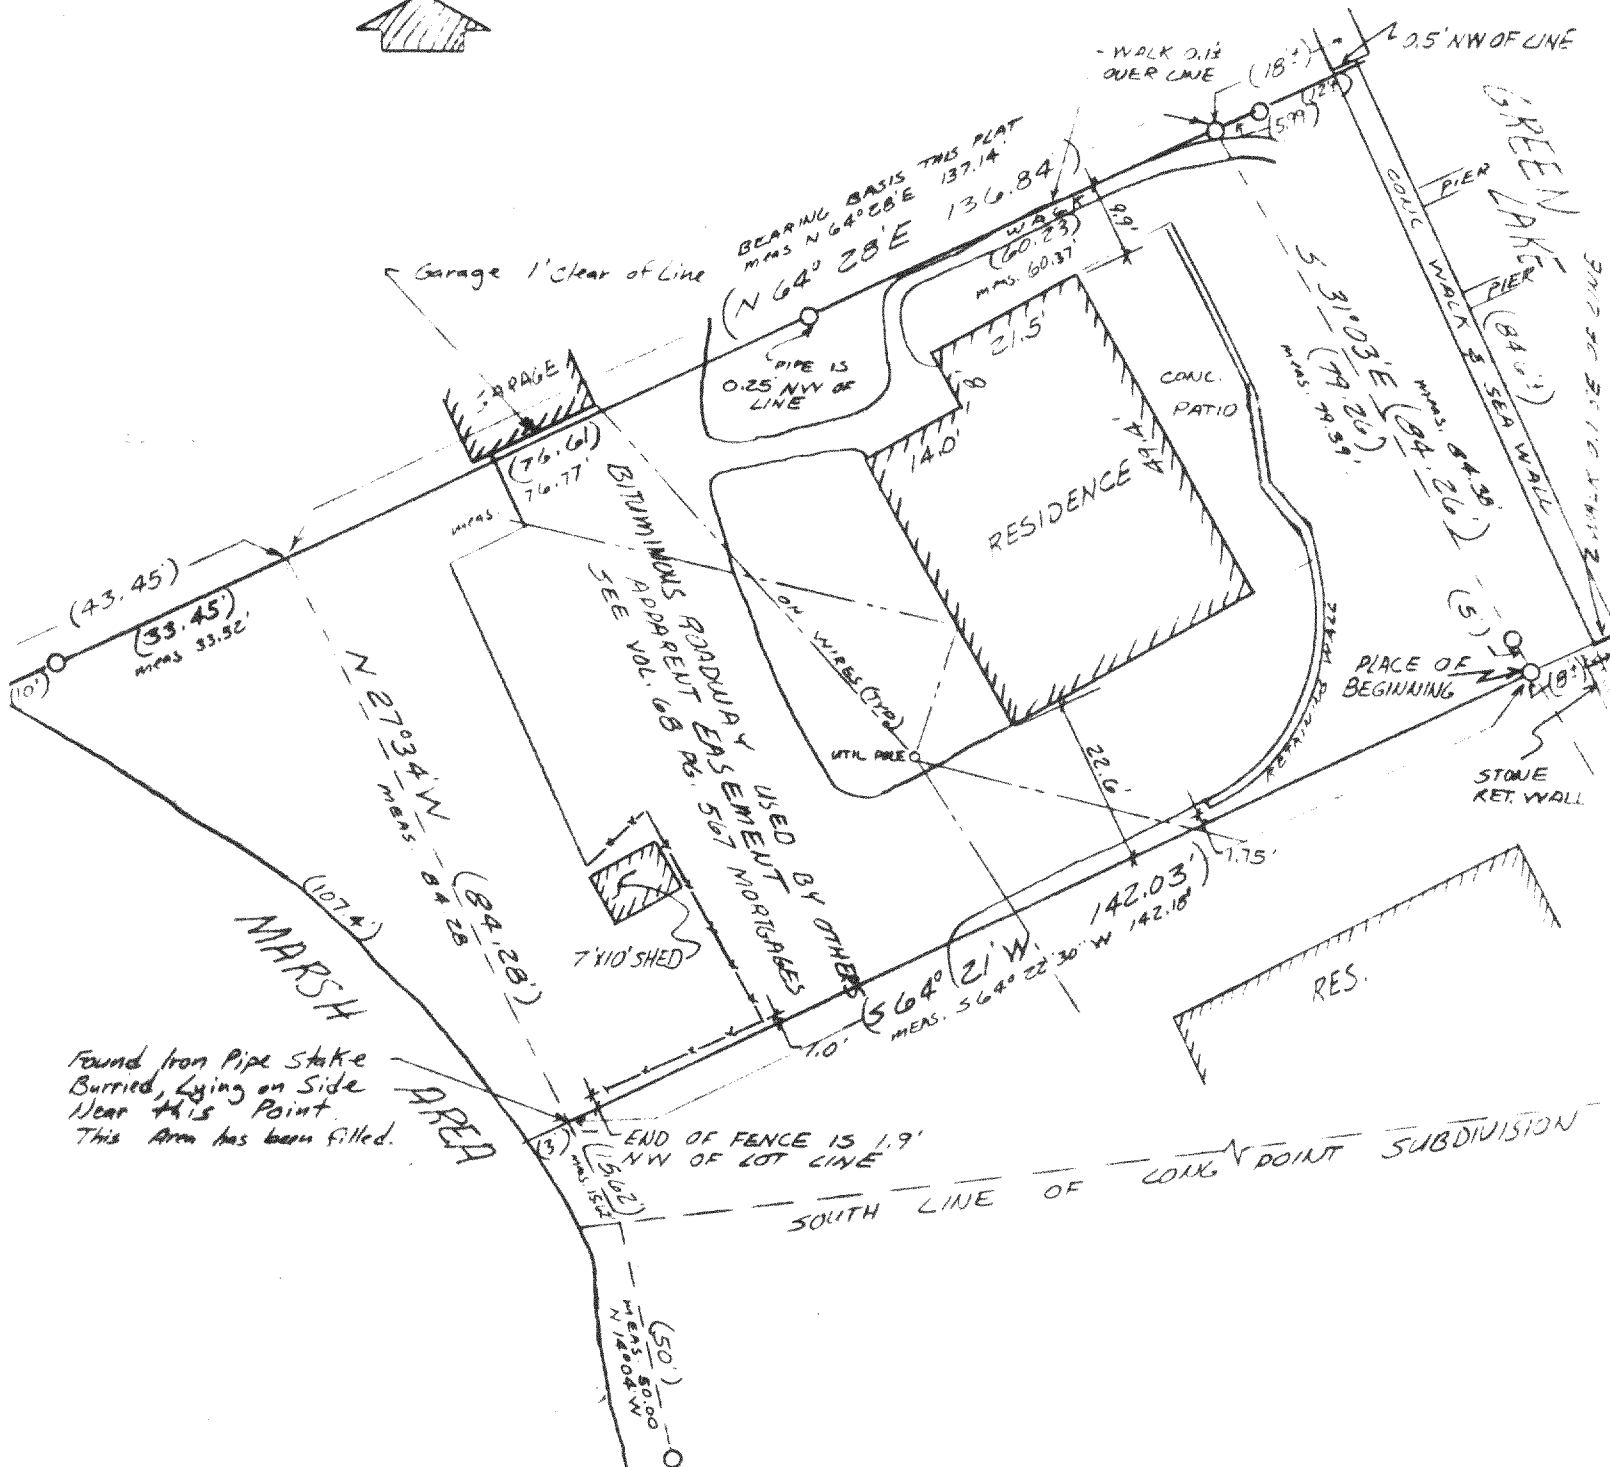 - WALK 0.1±
OVER LINE
(18'±)
0.5' NW OF LINE
(12'±)
(5.99)
GREEN
LAKE
BEARING BASIS THIS PLAT
meas N 64° 28' E 137.14'
(N 64° 28' E 136.84')
WALK
(60.23)
meas. 60.37'
9.9'
CONC WALK & SEA WALL
PIER
PIER
(84'±)
Garage 1' Clear of Line
GARAGE
(76.61)
meas. 76.77'
PIPE IS
0.25' NW OF
LINE
21.5'
8'
14.0'
49.4'
RESIDENCE
CONC.
PATIO
S 31° 03' E (84.26')
meas. 84.38'
(79.26')
meas. 79.39'
(5')
(43.45')
(33.45')
meas 33.52'
(10')
N 27° 34' W (84.28')
meas. 84.28
BITUMINOUS ROADWAY USED BY OTHERS
APPARENT EASEMENT
SEE VOL. 68 PG. 567 MORTGAGES
OH WIRES (TYP)
UTIL POLE
22.6'
PLACE OF
BEGINNING
(8'±)
STONE
RET. WALL
1.75'
7'X10' SHED
(107.4')
MARSH
AREA
(S 64° 21' W 142.03')
meas. S 64° 22' 30" W 142.18'
1.0'
RES.
Found Iron Pipe Stake
Burried, Lying on Side
Near this Point.
This Area has been filled.
(3')
END OF FENCE IS 1.9'
NW OF LOT LINE
(15.62')
meas. 15.62
SOUTH LINE OF CONG POINT SUBDIVISION
(50')
MEAS. 50.00
N 14° 04' W